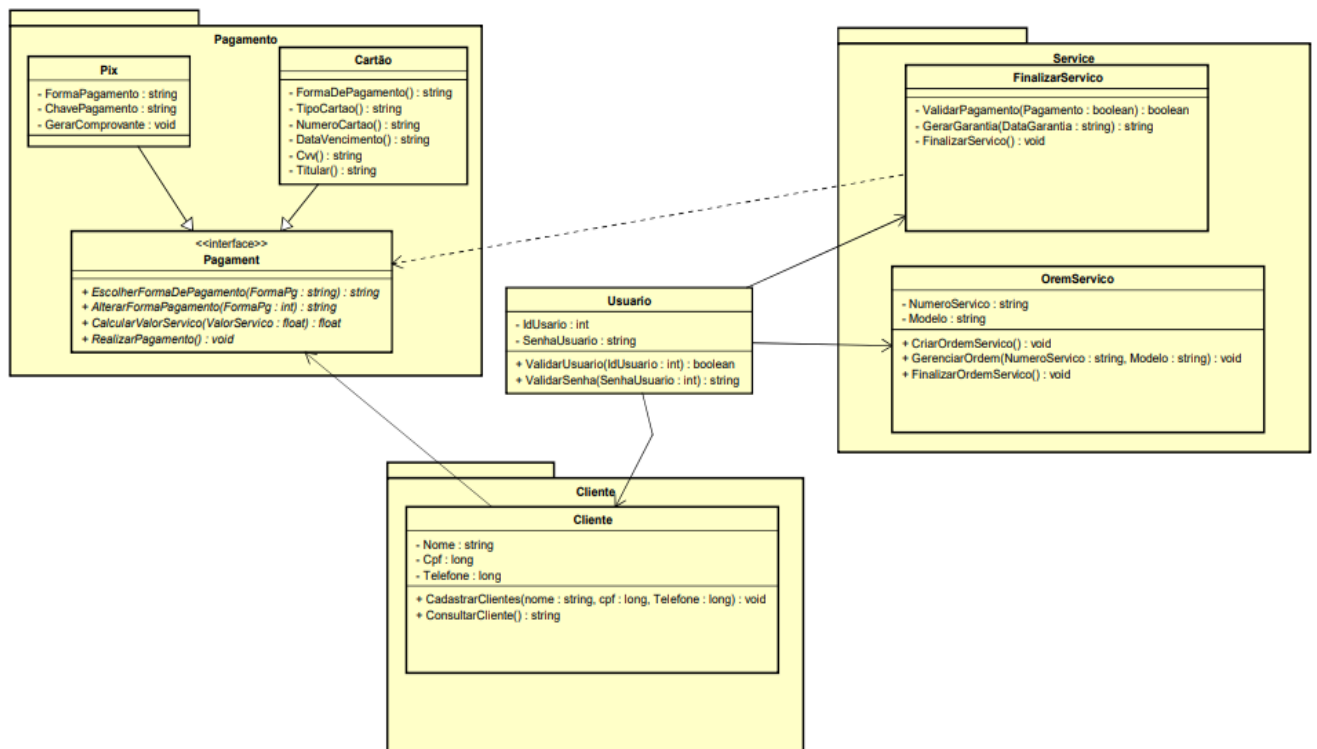 Pagamento
Pix
- FormaPagamento : string
- ChavePagamento : string
- GerarComprovante : void
Cartão
- FormaDePagamento() : string
- TipoCartao() : string
- NumeroCartao() : string
- DataVencimento() : string
- Cvv() : string
- Titular() : string
<<interface>>
Pagament
+ EscolherFormaDePagamento(FormaPg : string) : string
+ AlterarFormaPagamento(FormaPg : int) : string
+ CalcularValorServico(ValorServico : float) : float
+ RealizarPagamento() : void
Service
FinalizarServico
- ValidarPagamento(Pagamento : boolean) : boolean
- GerarGarantia(DataGarantia : string) : string
- FinalizarServico() : void
OremServico
- NumeroServico : string
- Modelo : string
+ CriarOrdemServico() : void
+ GerenciarOrdem(NumeroServico : string, Modelo : string) : void
+ FinalizarOrdemServico() : void
Usuario
- IdUsario : int
- SenhaUsuario : string
+ ValidarUsuario(IdUsuario : int) : boolean
+ ValidarSenha(SenhaUsuario : int) : string
Cliente
Cliente
- Nome : string
- Cpf : long
- Telefone : long
+ CadastrarClientes(nome : string, cpf : long, Telefone : long) : void
+ ConsultarCliente() : string